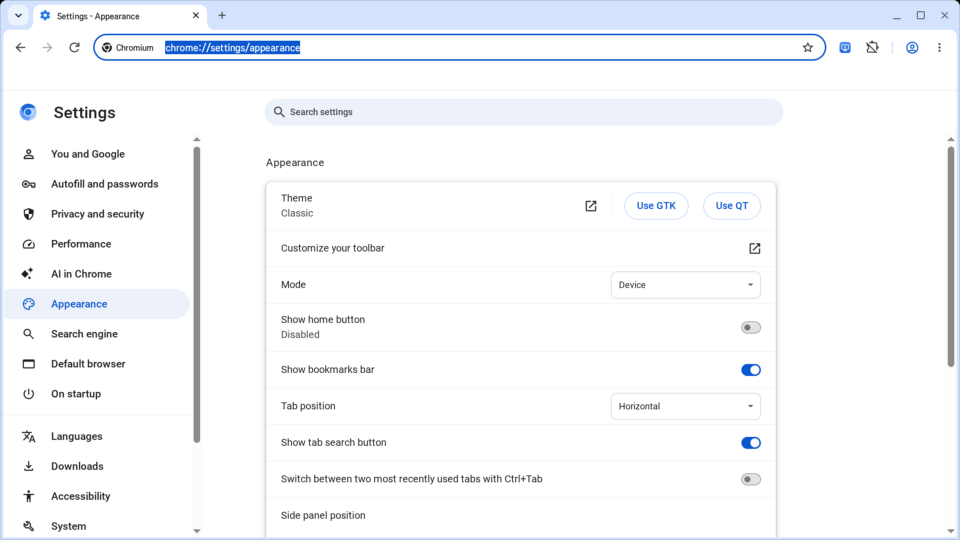 Settings - Appearance
Chromium
chrome://settings/appearance
Settings
Search settings
You and Google
Autofill and passwords
Privacy and security
Performance
AI in Chrome
Appearance
Search engine
Default browser
On startup
Languages
Downloads
Accessibility
System
Appearance
Theme
Classic
Use GTK
Use QT
Customize your toolbar
Mode
Device
Show home button
Disabled
Show bookmarks bar
Tab position
Horizontal
Show tab search button
Switch between two most recently used tabs with Ctrl+Tab
Side panel position